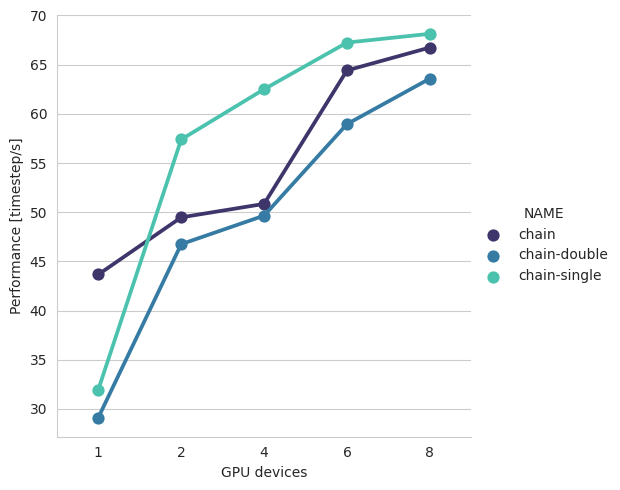 70
65
60
55
50
45
40
35
30
Performance [timestep/s]
1 2 4 6 8
GPU devices
NAME
chain
chain-double
chain-single